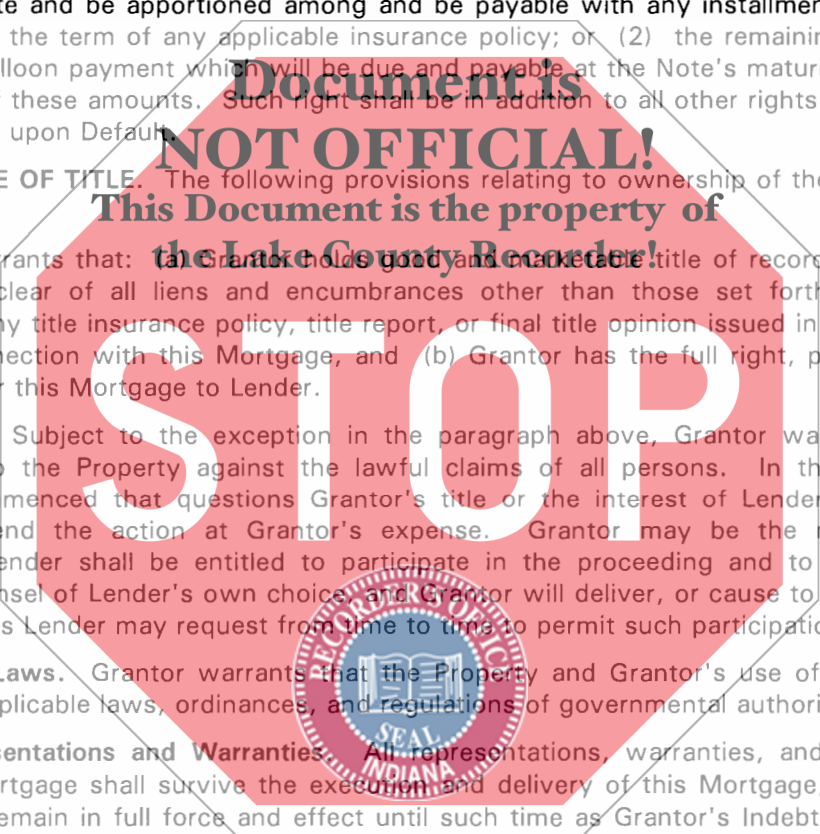 te and be apportioned among and be payable with any installmen
the term of any applicable insurance policy; or (2) the remainin
lloon payment which will be due and payable at the Note's maturi
these amounts. Such right shall be in addition to all other rights
upon Default.
E OF TITLE. The following provisions relating to ownership of the
rants that: (a) Grantor holds good and marketable title of record
clear of all liens and encumbrances other than those set forth
ny title insurance policy, title report, or final title opinion issued in
nection with this Mortgage, and (b) Grantor has the full right, p
r this Mortgage to Lender.
Subject to the exception in the paragraph above, Grantor wa
o the Property against the lawful claims of all persons. In th
menced that questions Grantor's title or the interest of Lender
end the action at Grantor's expense. Grantor may be the
ender shall be entitled to participate in the proceeding and to
nsel of Lender's own choice, and Grantor will deliver, or cause to
s Lender may request from time to time to permit such participatio
Laws. Grantor warrants that the Property and Grantor's use of
plicable laws, ordinances, and regulations of governmental authori
sentations and Warranties. All representations, warranties, and
rtgage shall survive the execution and delivery of this Mortgage,
emain in full force and effect until such time as Grantor's Indebt
Document is
NOT OFFICIAL!
This Document is the property of
the Lake County Recorder!
STOP
RECORDER'S OFFICE
SEAL
INDIANA